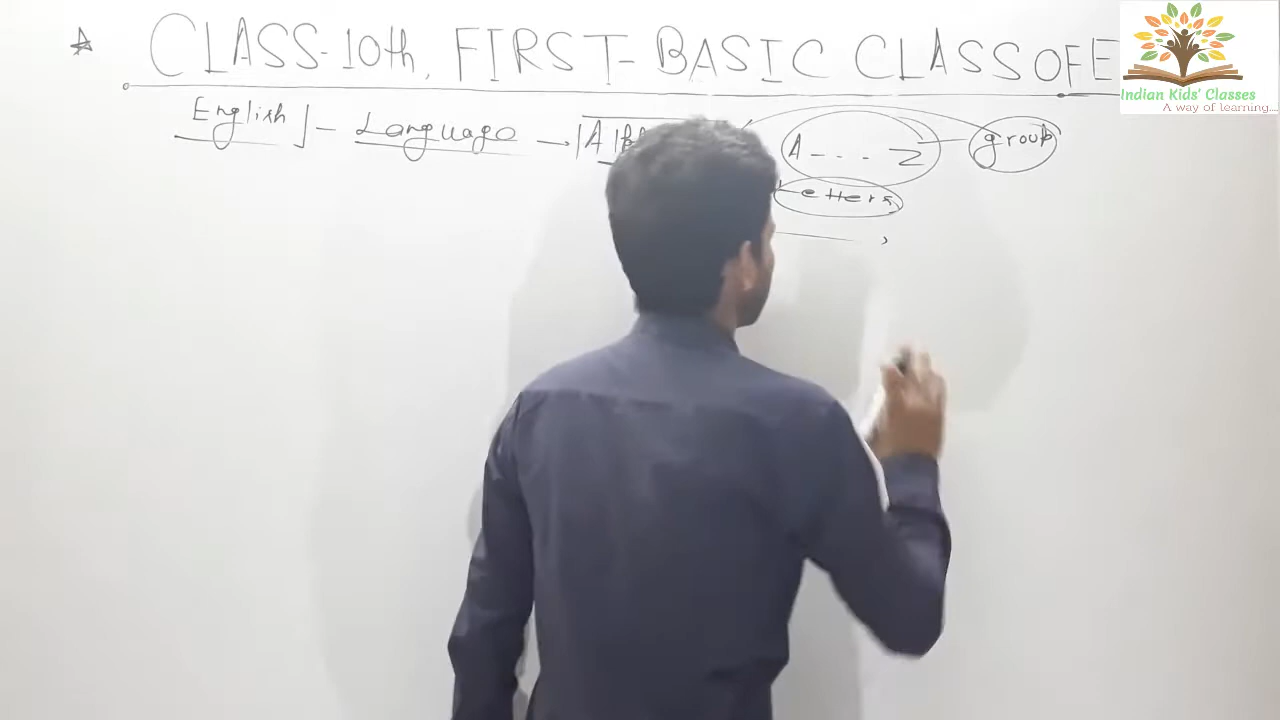 CLASS-10th, FIRST-BASIC CLASS OF E
English] - Language - A
A - - - Z group
Letters
Indian Kids' Classes
A way of learning...